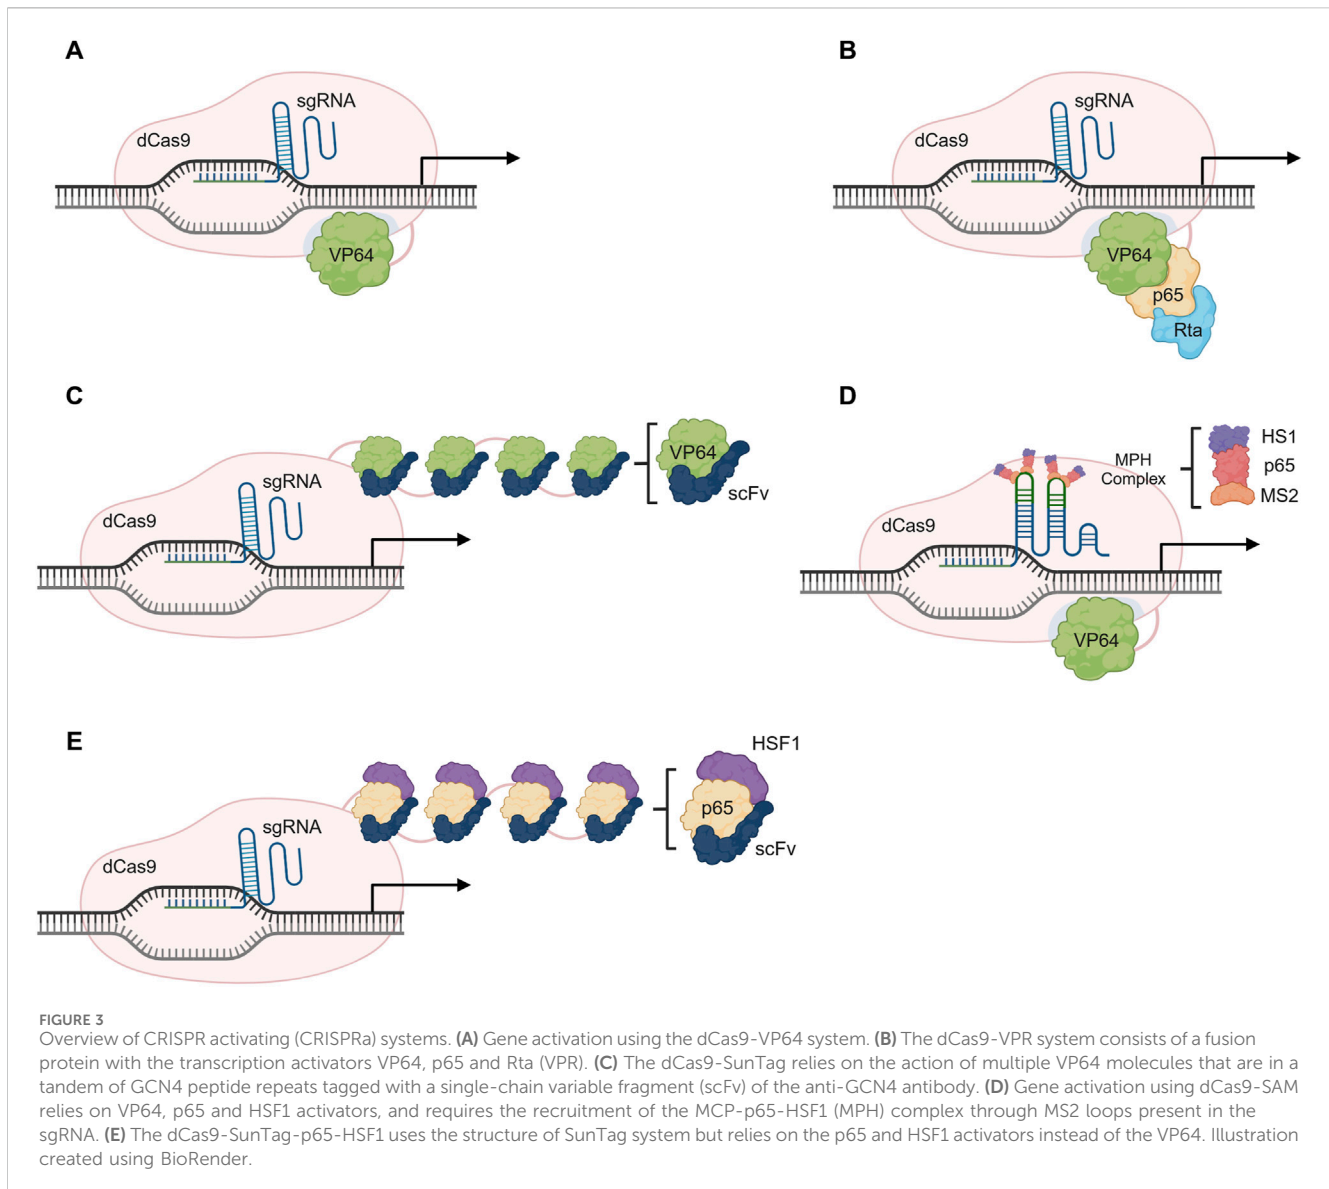 A
sgRNA
dCas9
VP64
B
sgRNA
dCas9
VP64
p65
Rta
C
sgRNA
dCas9
VP64
scFv
D
dCas9
MPH
Complex
HS1
p65
MS2
VP64
E
sgRNA
dCas9
HSF1
p65
scFv
FIGURE 3
Overview of CRISPR activating (CRISPRa) systems. (A) Gene activation using the dCas9-VP64 system. (B) The dCas9-VPR system consists of a fusion
protein with the transcription activators VP64, p65 and Rta (VPR). (C) The dCas9-SunTag relies on the action of multiple VP64 molecules that are in a
tandem of GCN4 peptide repeats tagged with a single-chain variable fragment (scFv) of the anti-GCN4 antibody. (D) Gene activation using dCas9-SAM
relies on VP64, p65 and HSF1 activators, and requires the recruitment of the MCP-p65-HSF1 (MPH) complex through MS2 loops present in the
sgRNA. (E) The dCas9-SunTag-p65-HSF1 uses the structure of SunTag system but relies on the p65 and HSF1 activators instead of the VP64. Illustration
created using BioRender.